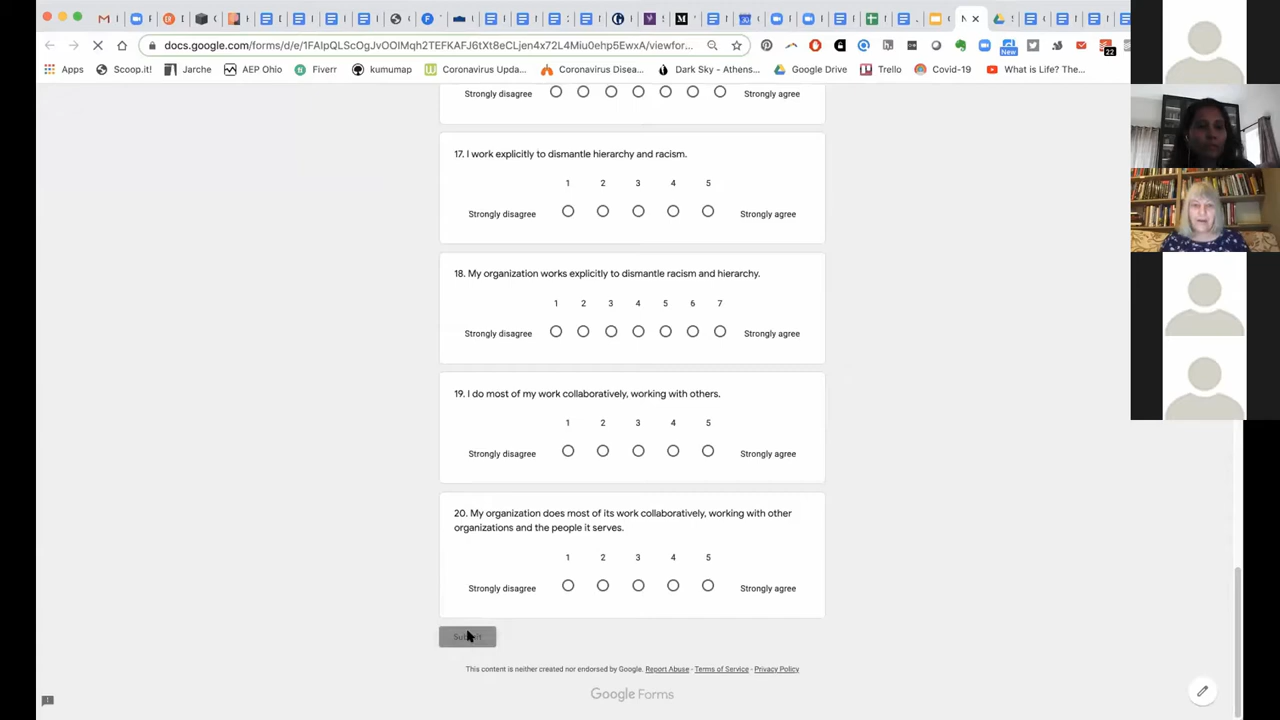 docs.google.com/forms/d/e/1FAIpQLScOgJvOOIMqh2TEFKAFJ6tXt8eCLjen4x72L4Miu0ehp5EwxA/viewfor...
New
22
Apps Scoop.it! Jarche AEP Ohio Fiverr kumumap Coronavirus Upda... Coronavirus Disea... Dark Sky - Athens... Google Drive Trello Covid-19 What is Life? The...
Strongly disagree Strongly agree
17. I work explicitly to dismantle hierarchy and racism.
1 2 3 4 5
Strongly disagree Strongly agree
18. My organization works explicitly to dismantle racism and hierarchy.
1 2 3 4 5 6 7
Strongly disagree Strongly agree
19. I do most of my work collaboratively, working with others.
1 2 3 4 5
Strongly disagree Strongly agree
20. My organization does most of its work collaboratively, working with other
organizations and the people it serves.
1 2 3 4 5
Strongly disagree Strongly agree
Submit
This content is neither created nor endorsed by Google. Report Abuse - Terms of Service - Privacy Policy
Google Forms